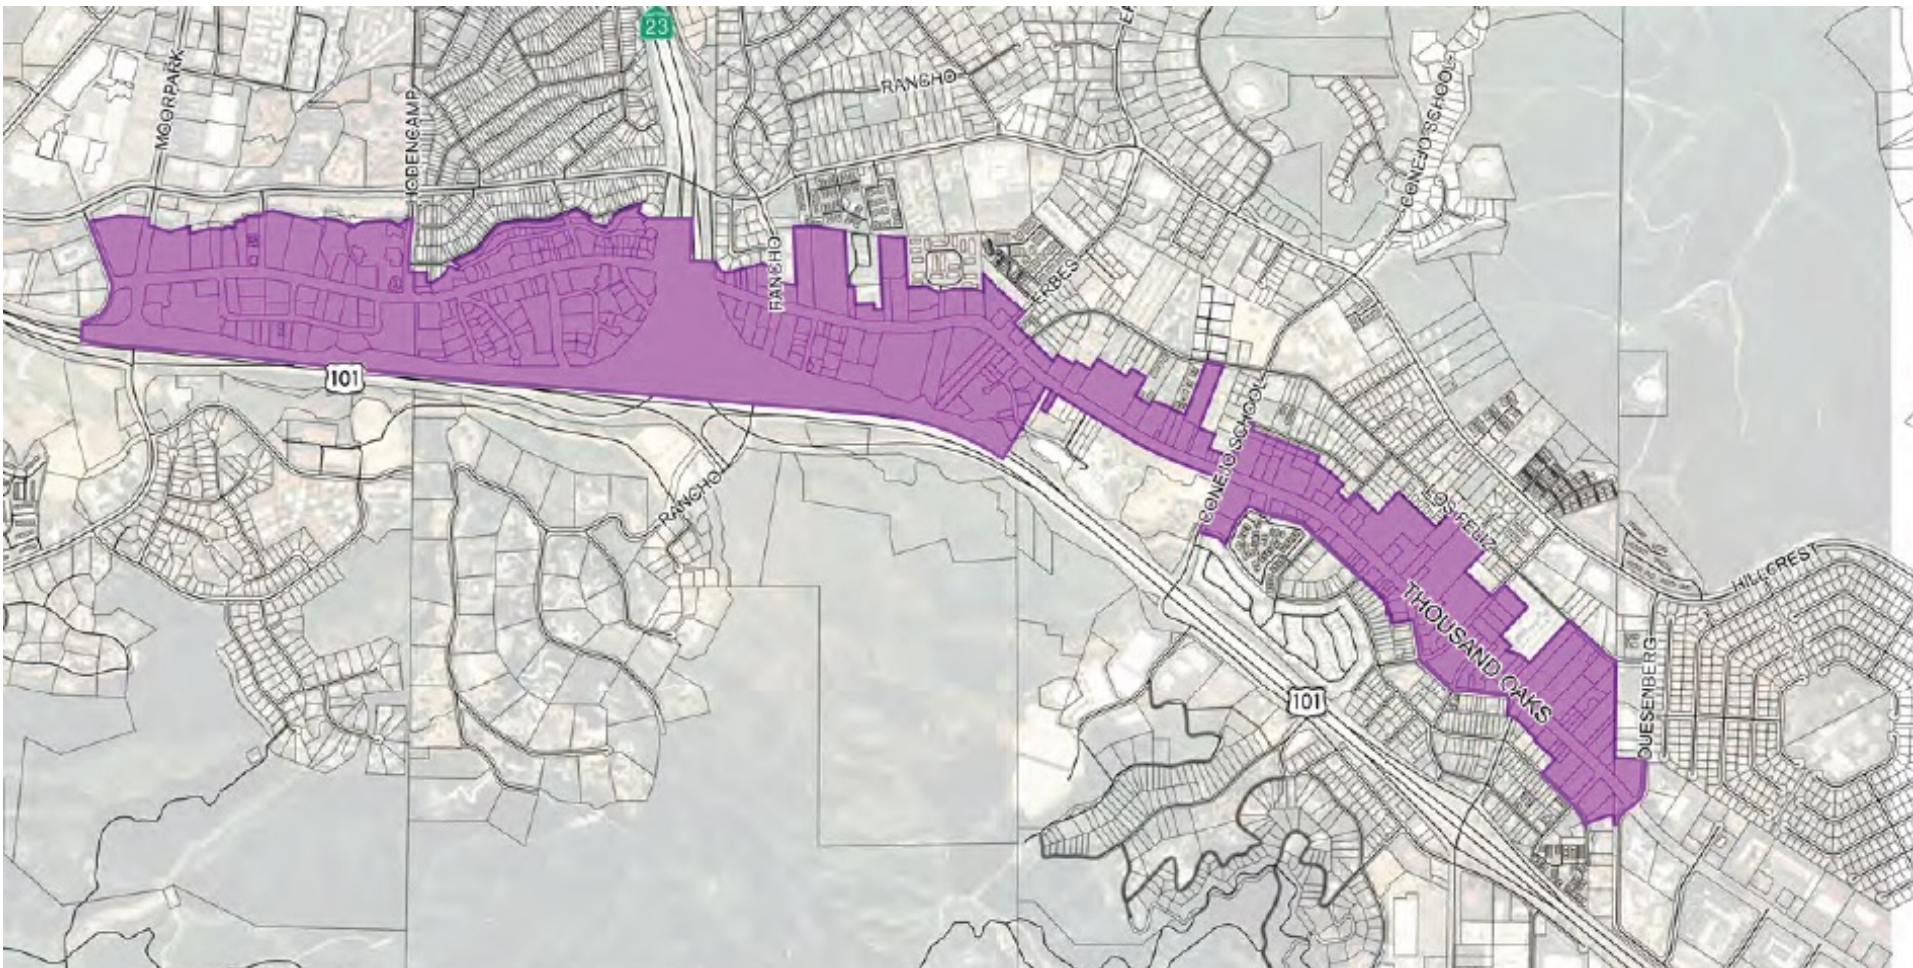 23
MOORPARK
HODENCAMP
RANCHO
CONEJO SCHOOL
RANCHO
ERBES
101
CONEJO SCHOOL
RANCHO
LOS FELIZ
HILLCREST
THOUSAND OAKS
DUESENBERG
101